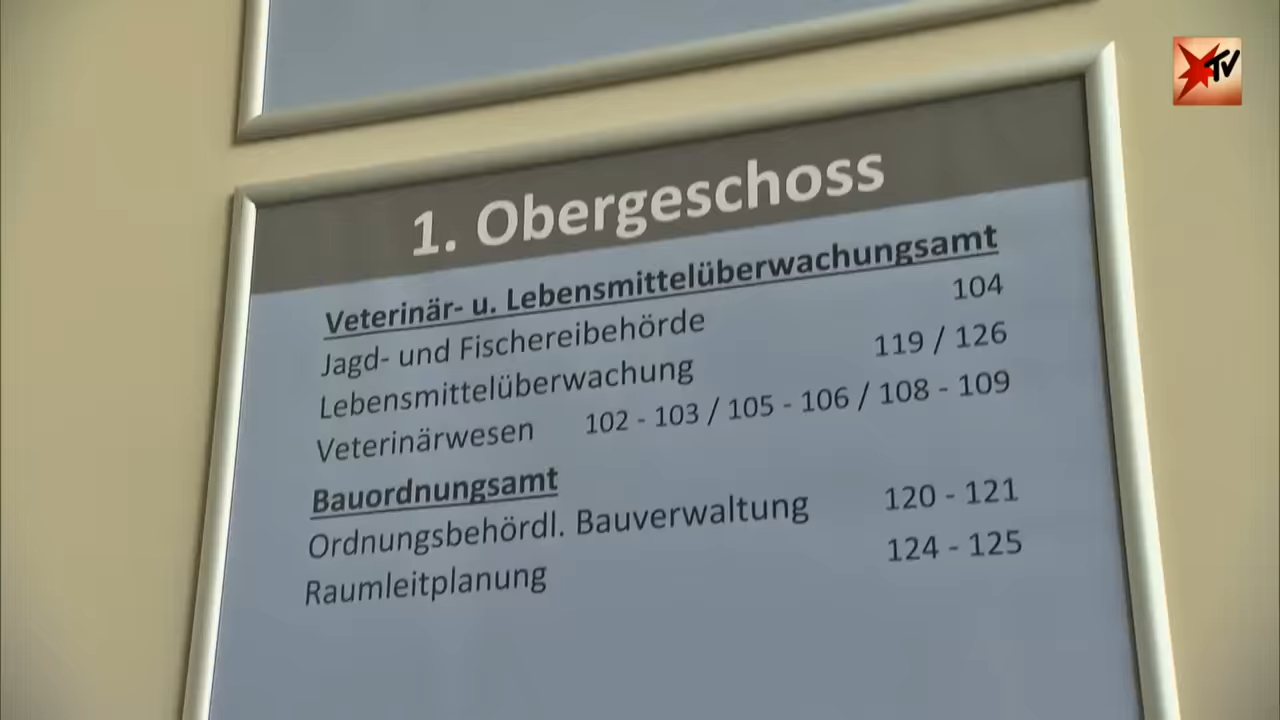 TV
1. Obergeschoss
Veterinär- u. Lebensmittelüberwachungsamt
Jagd- und Fischereibehörde 104
Lebensmittelüberwachung 119 / 126
Veterinärwesen 102 - 103 / 105 - 106 / 108 - 109
Bauordnungsamt
Ordnungsbehördl. Bauverwaltung 120 - 121
Raumleitplanung 124 - 125